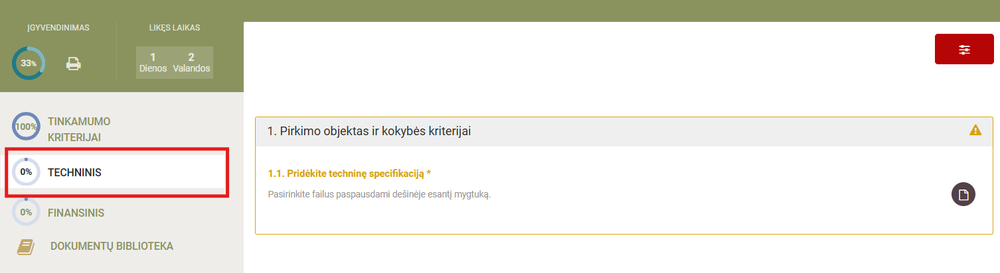 ĮGYVENDINIMAS
33%
LIKĘS LAIKAS
1 2
Dienos Valandos
100% TINKAMUMO
KRITERIJAI
0% TECHNINIS
0% FINANSINIS
DOKUMENTŲ BIBLIOTEKA
1. Pirkimo objektas ir kokybės kriterijai
1.1. Pridėkite techninę specifikaciją *
Pasirinkite failus paspausdami dešinėje esantį mygtuką.